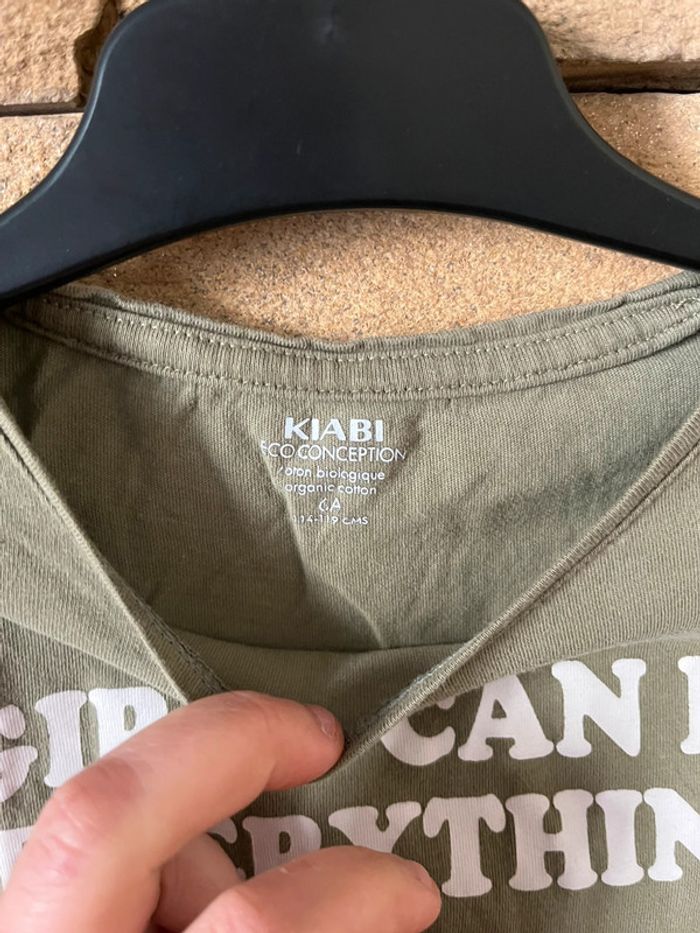 KIABI
ECO CONCEPTION
coton biologique
organic cotton
6A
114-119 CMS
CAN